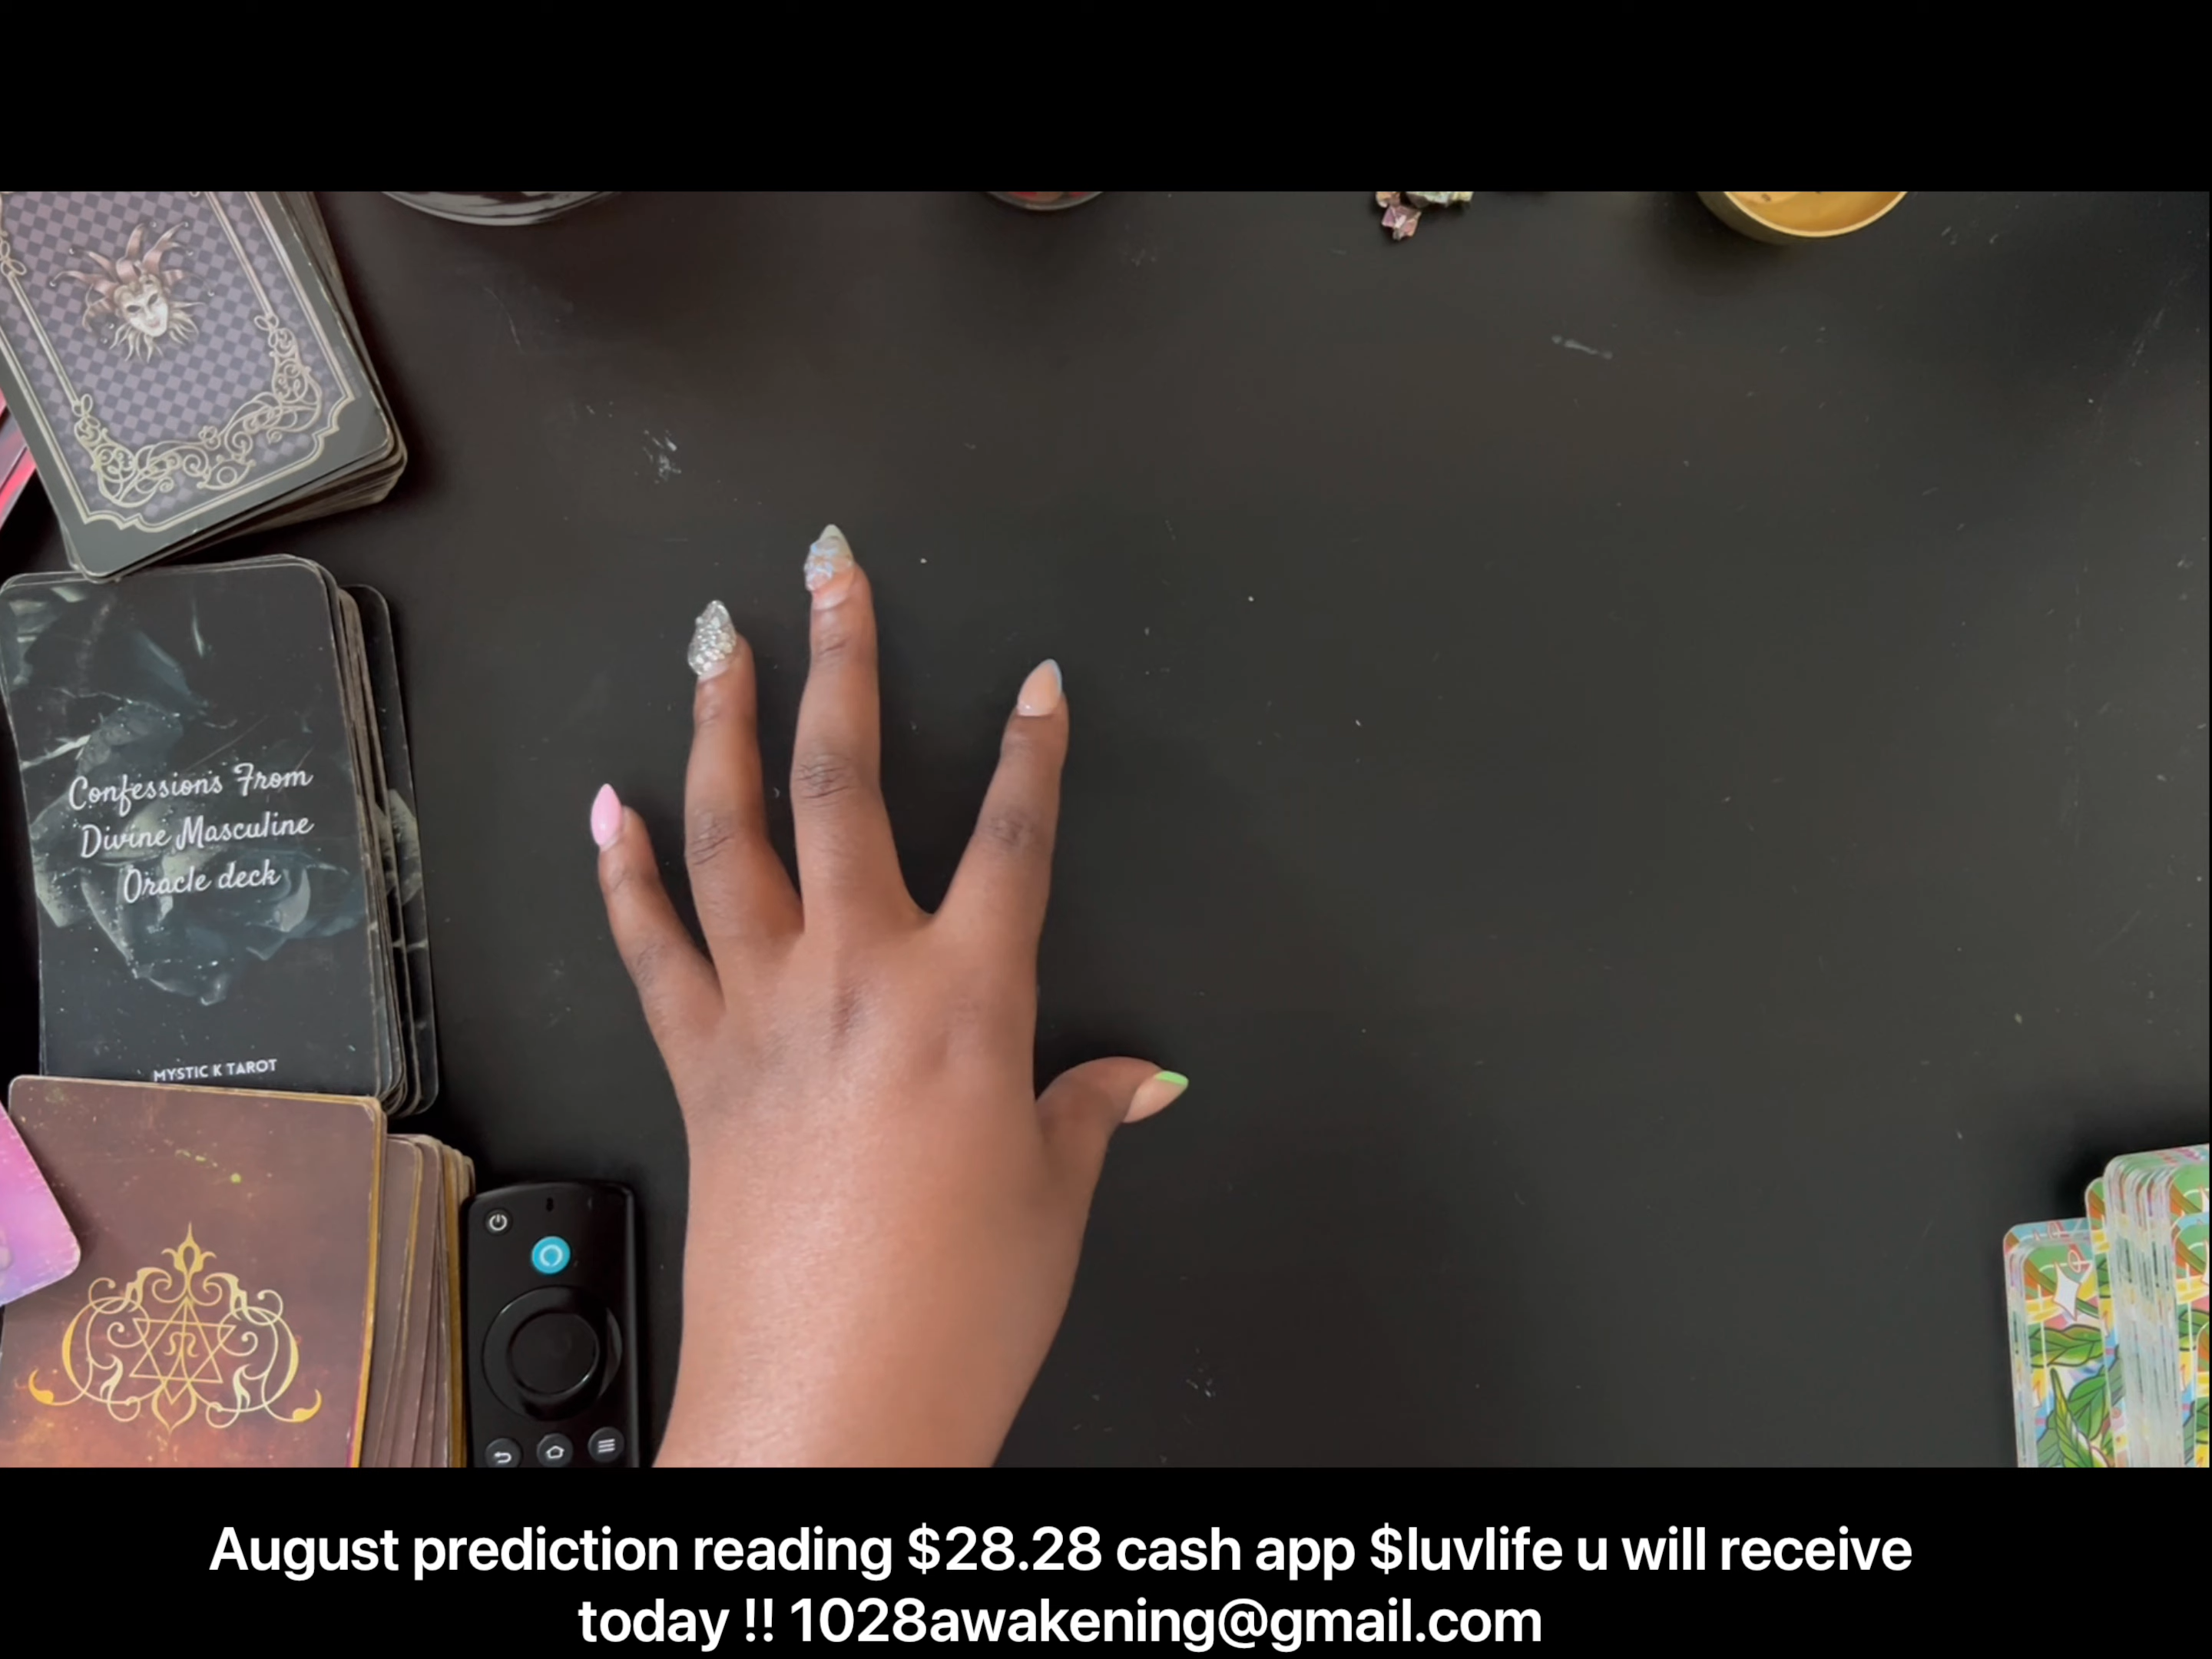 Confessions From
Divine Masculine
Oracle deck
MYSTIC K TAROT
August prediction reading $28.28 cash app $luvlife u will receive
today !! 1028awakening@gmail.com